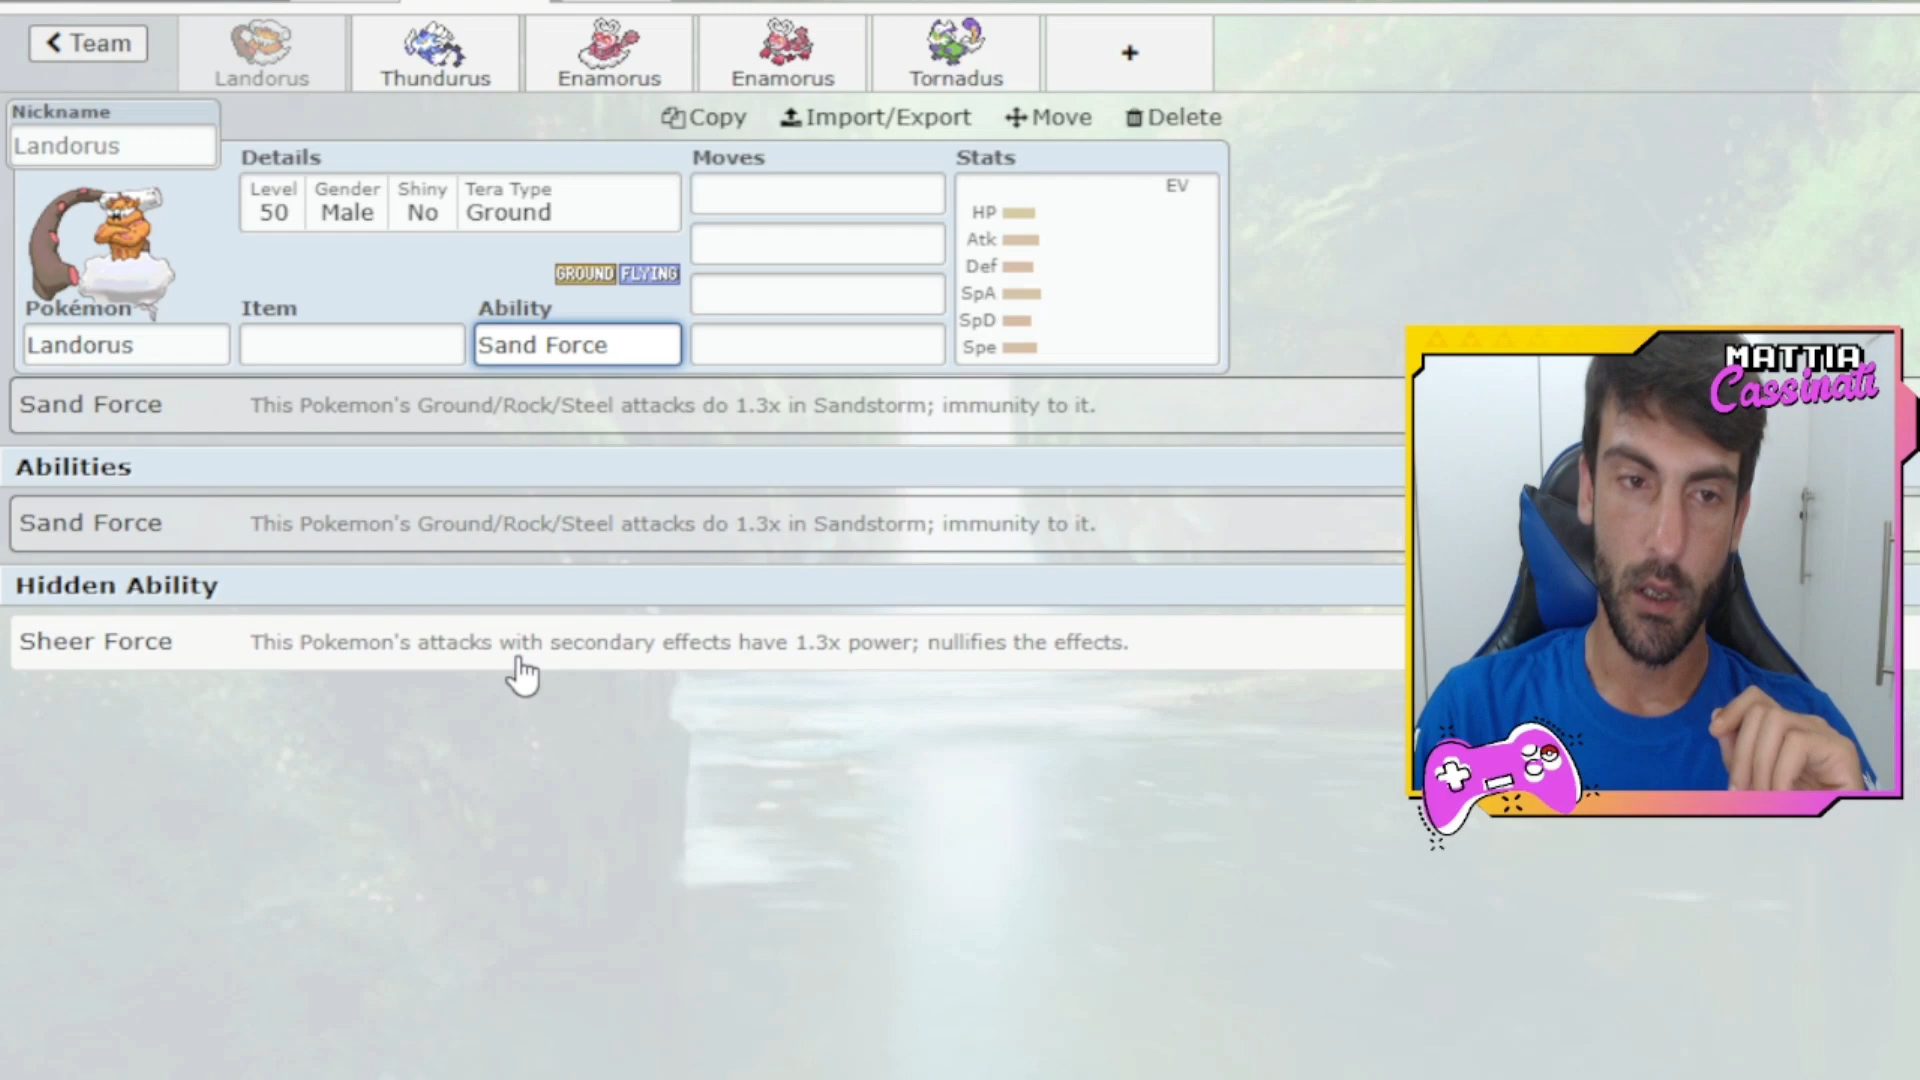 Team
Landorus
Thundurus
Enamorus
Enamorus
Tornadus
+
Nickname
Landorus
Copy
Import/Export
Move
Delete
Details
Moves
Stats
Level
Gender
Shiny
Tera Type
EV
50
Male
No
Ground
HP
Atk
Def
SpA
SpD
Spe
GROUND
FLYING
Pokémon
Item
Ability
Landorus
Sand Force
MATTIA
Cassinati
Sand Force
This Pokemon's Ground/Rock/Steel attacks do 1.3x in Sandstorm; immunity to it.
Abilities
Sand Force
This Pokemon's Ground/Rock/Steel attacks do 1.3x in Sandstorm; immunity to it.
Hidden Ability
Sheer Force
This Pokemon's attacks with secondary effects have 1.3x power; nullifies the effects.